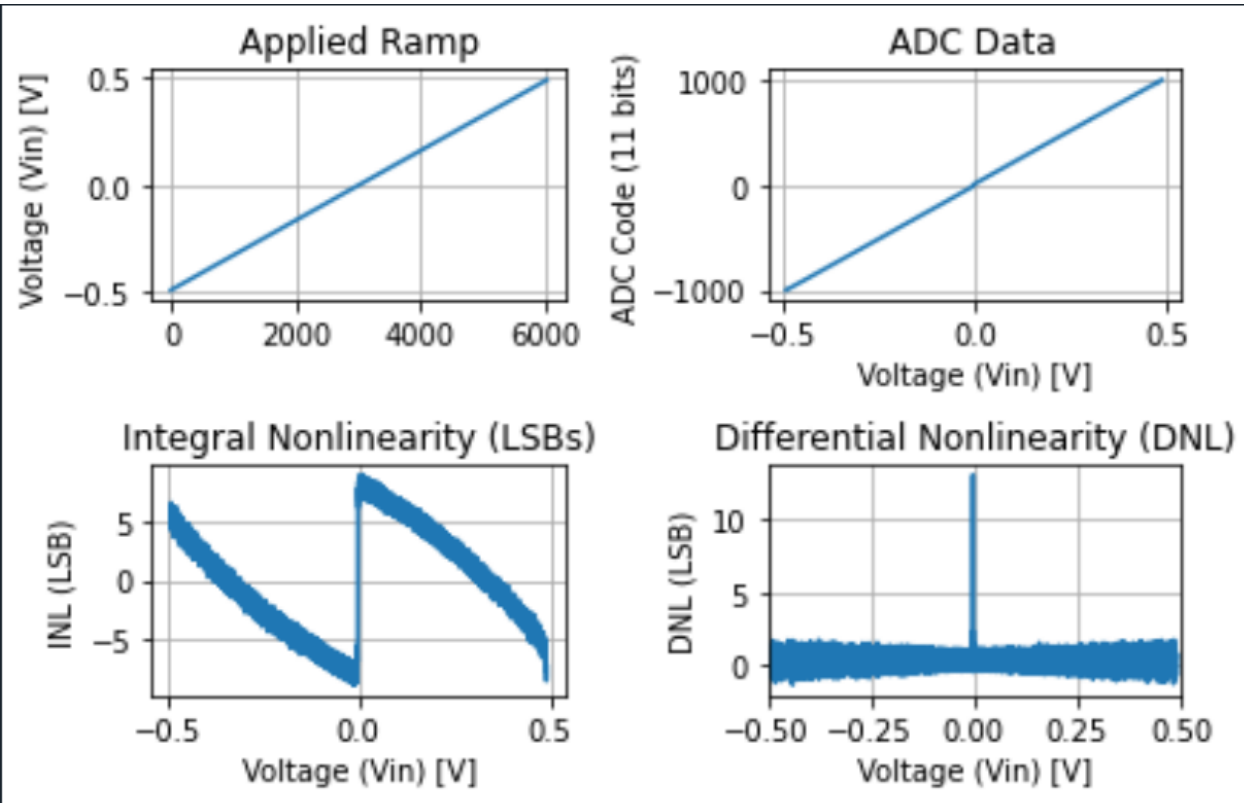 Applied Ramp
Voltage (Vin) [V]
0.5
0.0
−0.5
0
2000
4000
6000
ADC Data
ADC Code (11 bits)
1000
0
−1000
−0.5
0.0
0.5
Voltage (Vin) [V]
Integral Nonlinearity (LSBs)
INL (LSB)
5
0
−5
−0.5
0.0
0.5
Voltage (Vin) [V]
Differential Nonlinearity (DNL)
DNL (LSB)
10
5
0
−0.50
−0.25
0.00
0.25
0.50
Voltage (Vin) [V]